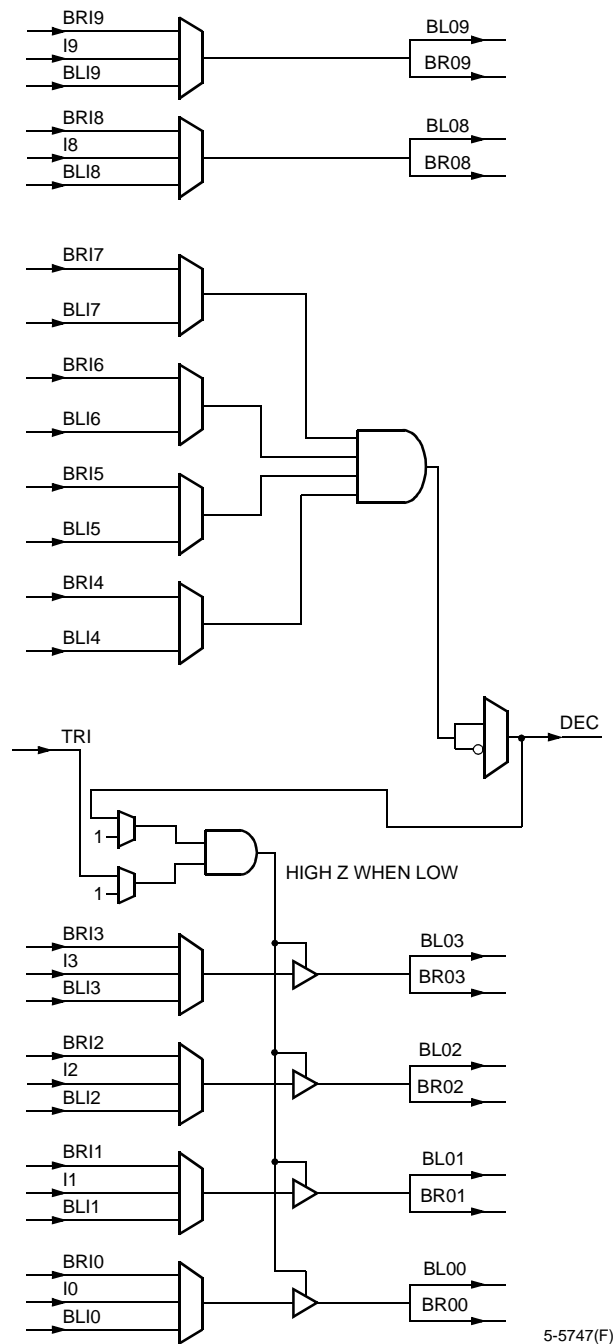 BRI9
I9
BLI9
BL09
BR09
BRI8
I8
BLI8
BL08
BR08
BRI7
BLI7
BRI6
BLI6
BRI5
BLI5
BRI4
BLI4
DEC
TRI
1
1
HIGH Z WHEN LOW
BRI3
I3
BLI3
BL03
BR03
BRI2
I2
BLI2
BL02
BR02
BRI1
I1
BLI1
BL01
BR01
BRI0
I0
BLI0
BL00
BR00
5-5747(F)